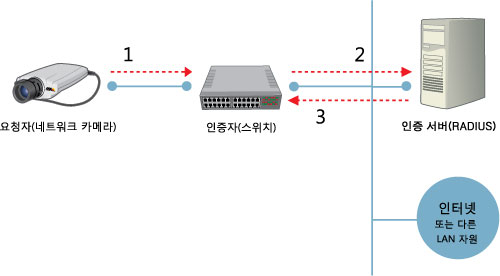 1
2
3
요청자(네트워크 카메라)
인증자(스위치)
인증 서버(RADIUS)
인터넷
또는 다른
LAN 자원